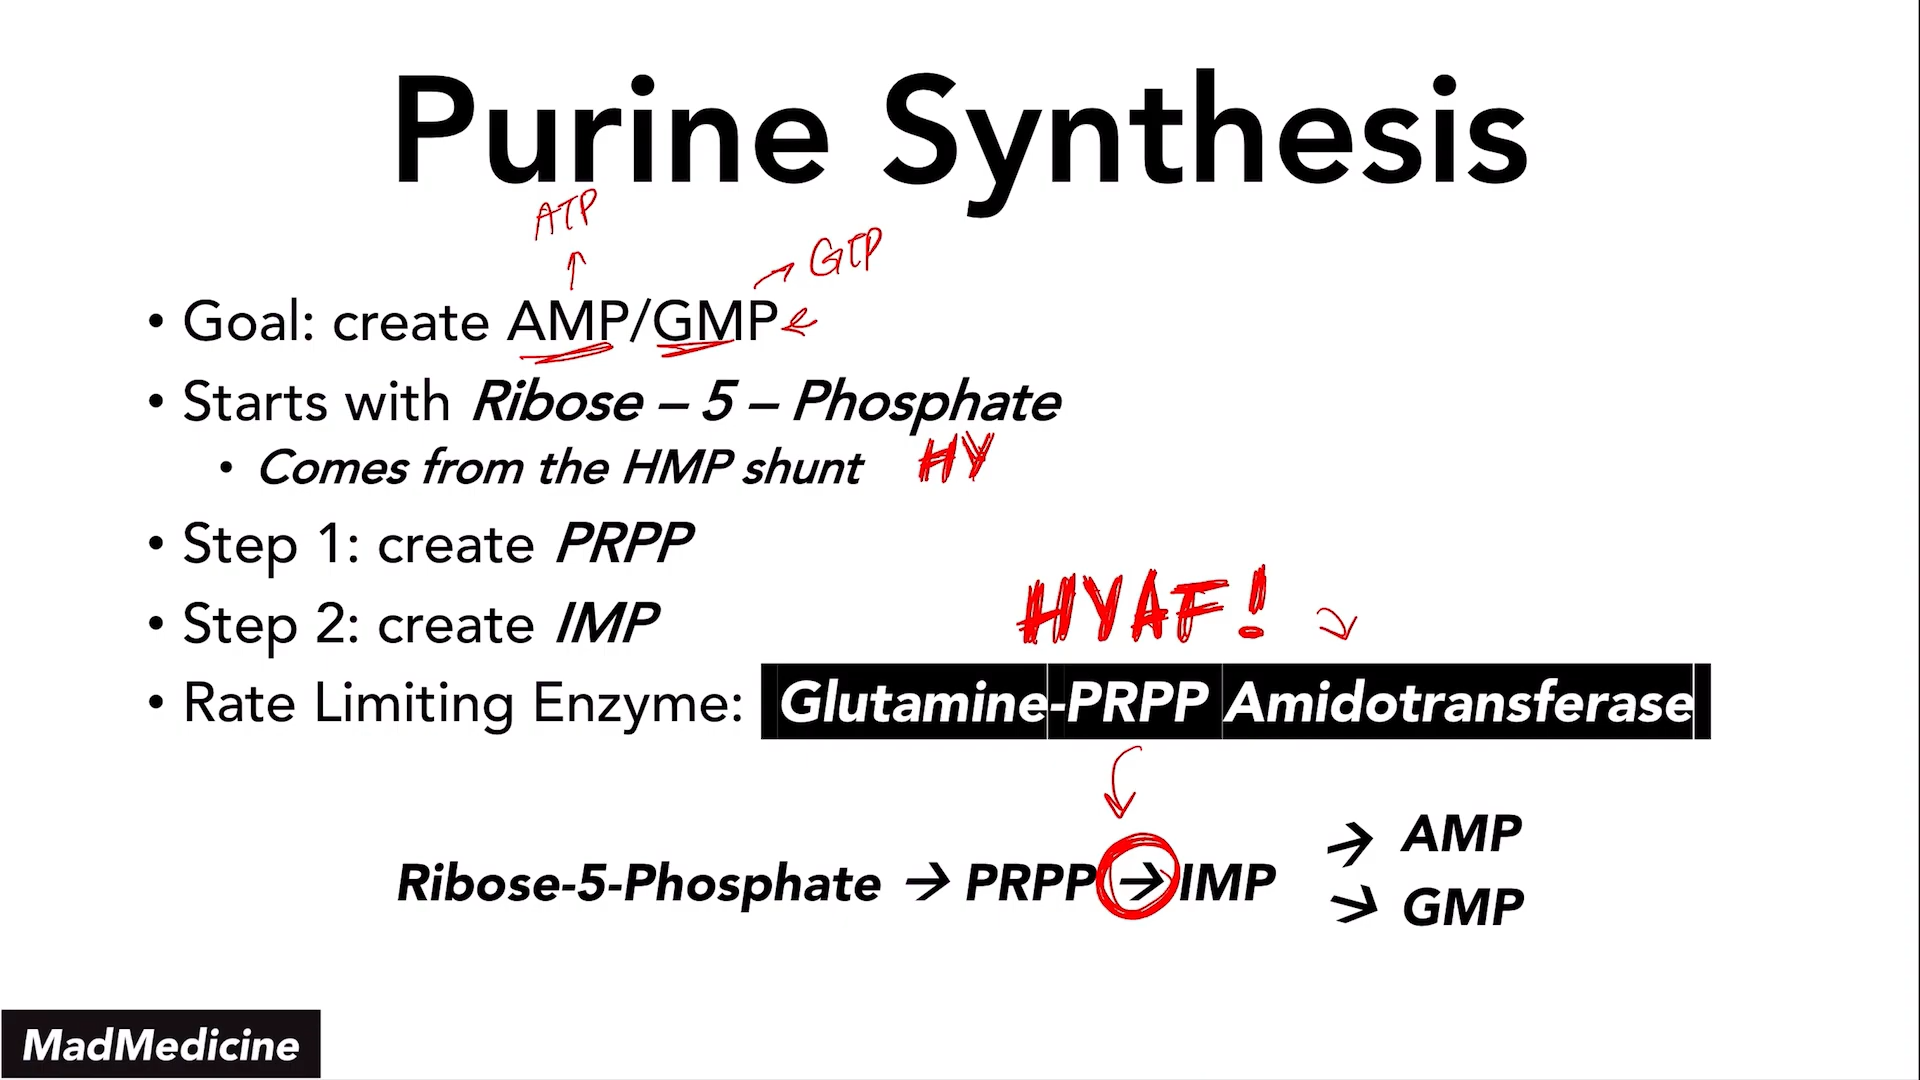 Purine Synthesis
ATP
GTP
• Goal: create AMP/GMP
• Starts with Ribose – 5 – Phosphate
• Comes from the HMP shunt HY
• Step 1: create PRPP
• Step 2: create IMP
HYAF!
• Rate Limiting Enzyme: Glutamine-PRPP Amidotransferase
Ribose-5-Phosphate → PRPP → IMP
→ AMP
→ GMP
MadMedicine